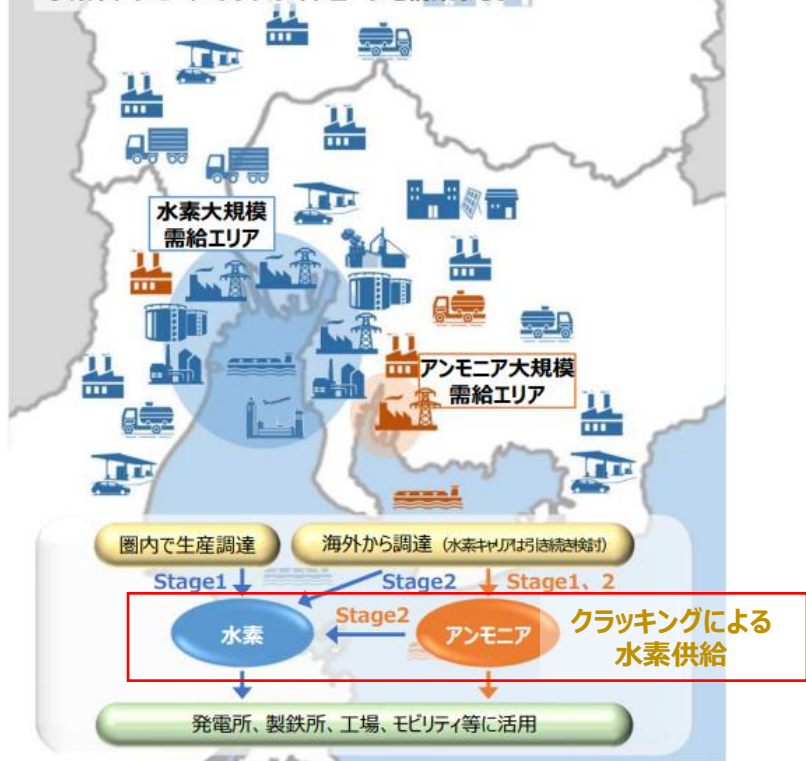 水素大規模
需給エリア
アンモニア大規模
需給エリア
圏内で生産調達
海外から調達（水素キャリアは引き続き検討）
Stage1
Stage2
Stage1、2
水素
Stage2
アンモニア
クラッキングによる
水素供給
発電所、製鉄所、工場、モビリティ等に活用